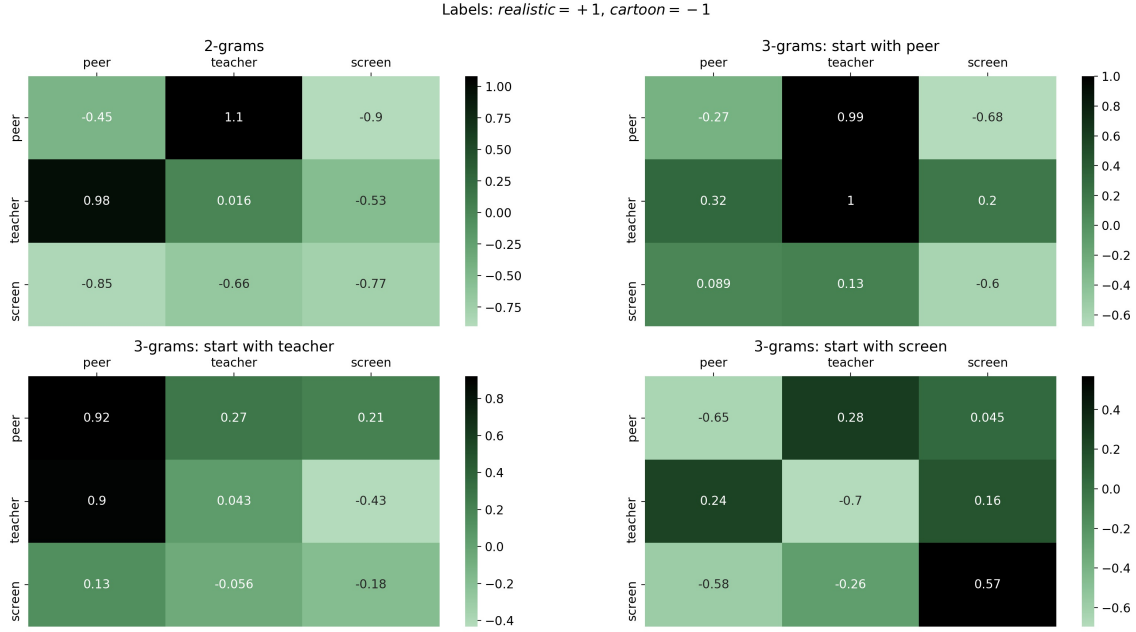 Labels: realistic = +1, cartoon = −1
2-grams
peer teacher screen
peer -0.45 1.1 -0.9
teacher 0.98 0.016 -0.53
screen -0.85 -0.66 -0.77
1.00
0.75
0.50
0.25
0.00
−0.25
−0.50
−0.75
3-grams: start with peer
peer teacher screen
peer -0.27 0.99 -0.68
teacher 0.32 1 0.2
screen 0.089 0.13 -0.6
1.0
0.8
0.6
0.4
0.2
0.0
−0.2
−0.4
−0.6
3-grams: start with teacher
peer teacher screen
peer 0.92 0.27 0.21
teacher 0.9 0.043 -0.43
screen 0.13 -0.056 -0.18
0.8
0.6
0.4
0.2
0.0
−0.2
−0.4
3-grams: start with screen
peer teacher screen
peer -0.65 0.28 0.045
teacher 0.24 -0.7 0.16
screen -0.58 -0.26 0.57
0.4
0.2
0.0
−0.2
−0.4
−0.6